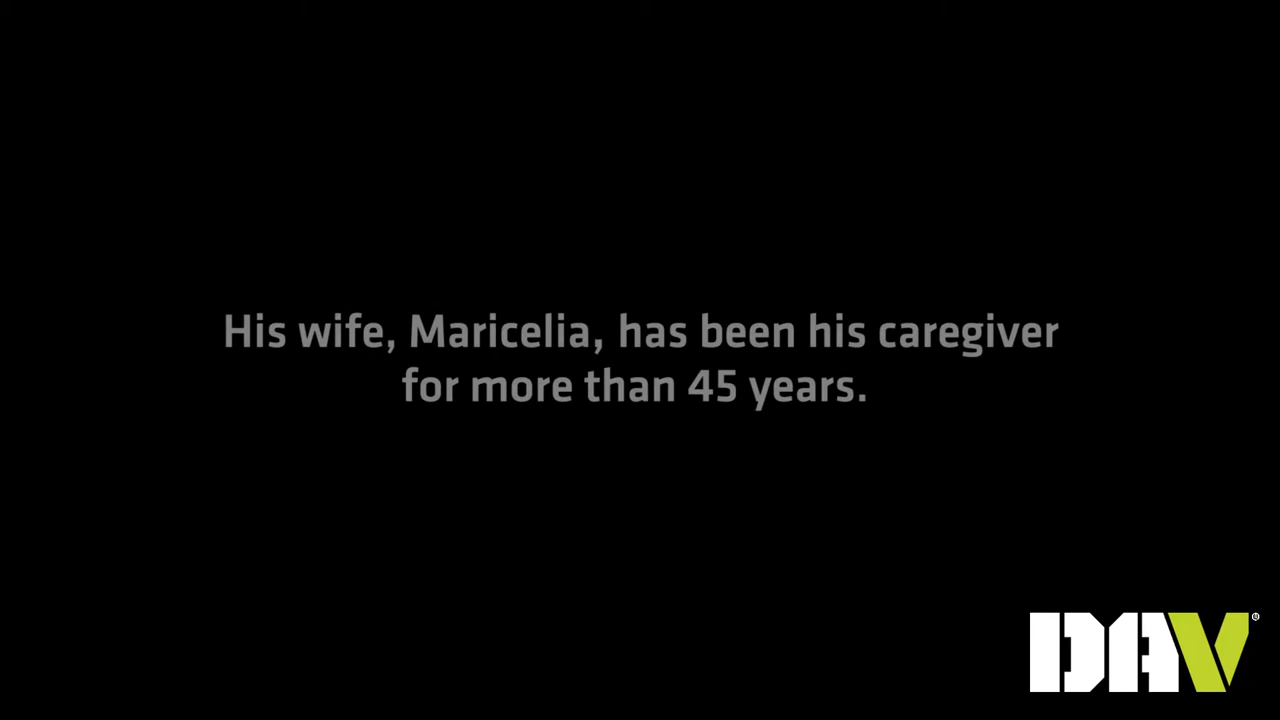 His wife, Maricelia, has been his caregiver
for more than 45 years.
DAV®